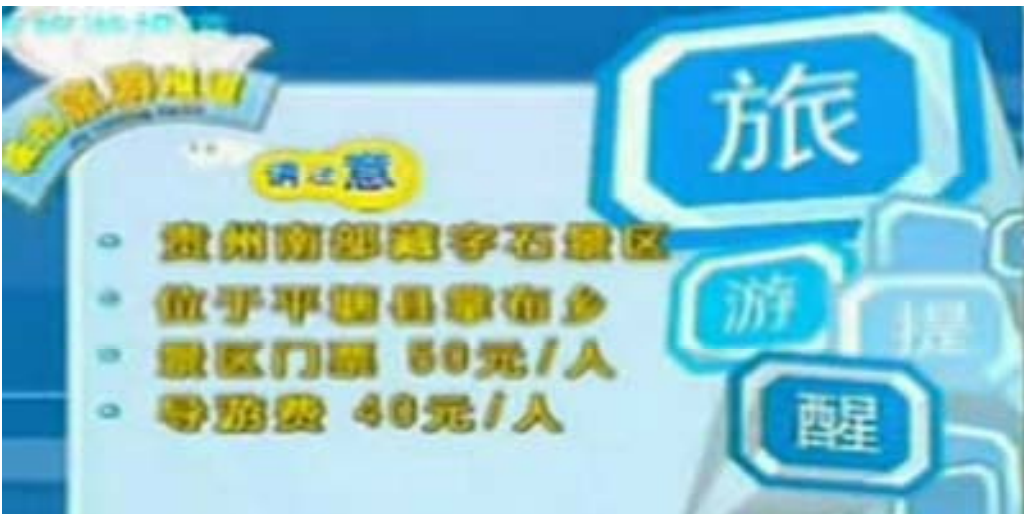 请注意
贵州南部藏字石景区
位于平塘县掌布乡
景区门票 50元/人
导游费 40元/人
旅
游
提
醒